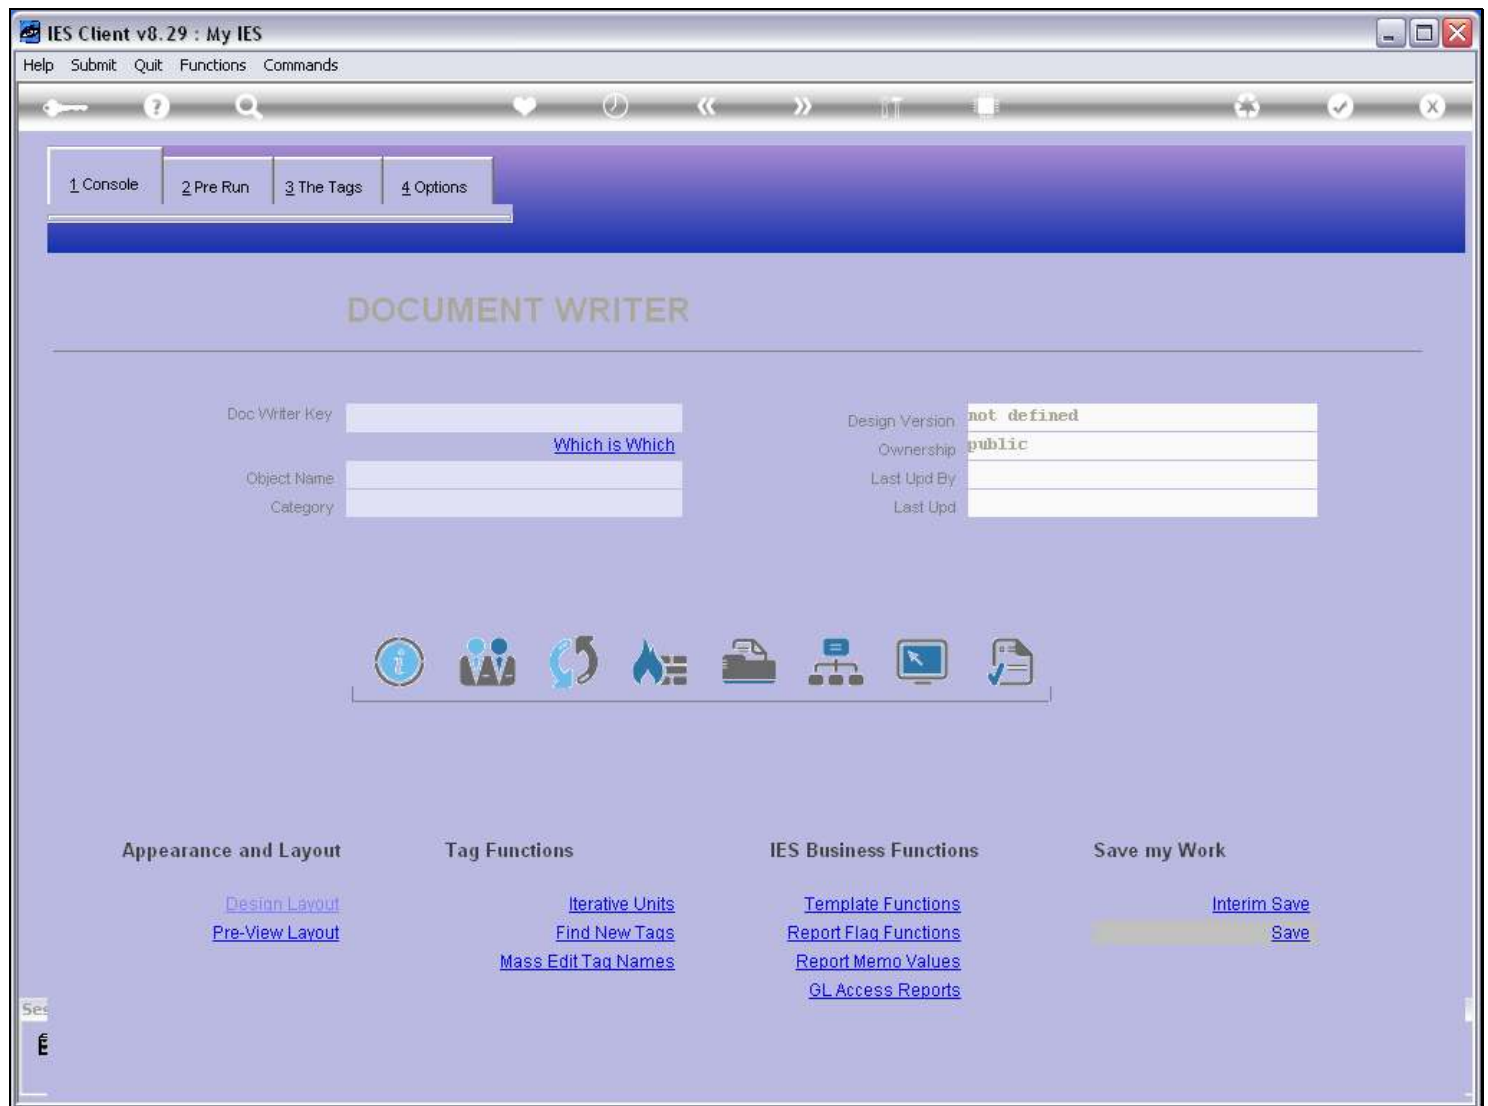 IES Client v8.29 : My IES
Help Submit Quit Functions Commands
1 Console 2 Pre Run 3 The Tags 4 Options
DOCUMENT WRITER
Doc Writer Key
Design Version not defined
Which is Which
Ownership public
Object Name
Last Upd By
Category
Last Upd
Appearance and Layout Tag Functions IES Business Functions Save my Work
Design Layout Iterative Units Template Functions Interim Save
Pre-View Layout Find New Tags Report Flag Functions Save
Mass Edit Tag Names Report Memo Values
GL Access Reports